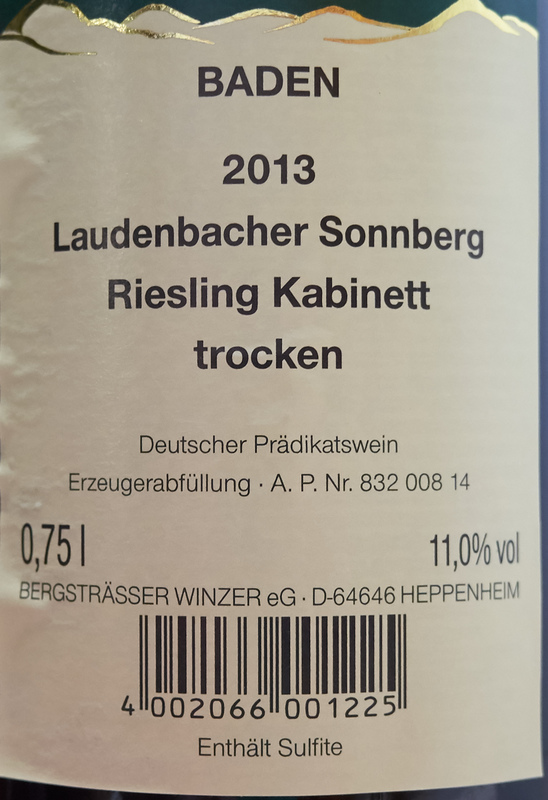 BADEN
2013
Laudenbacher Sonnberg
Riesling Kabinett
trocken
Deutscher Prädikatswein
Erzeugerabfüllung · A. P. Nr. 832 008 14
0,75 l 11,0% vol
BERGSTRÄSSER WINZER eG · D-64646 HEPPENHEIM
4 002066 001225
Enthält Sulfite